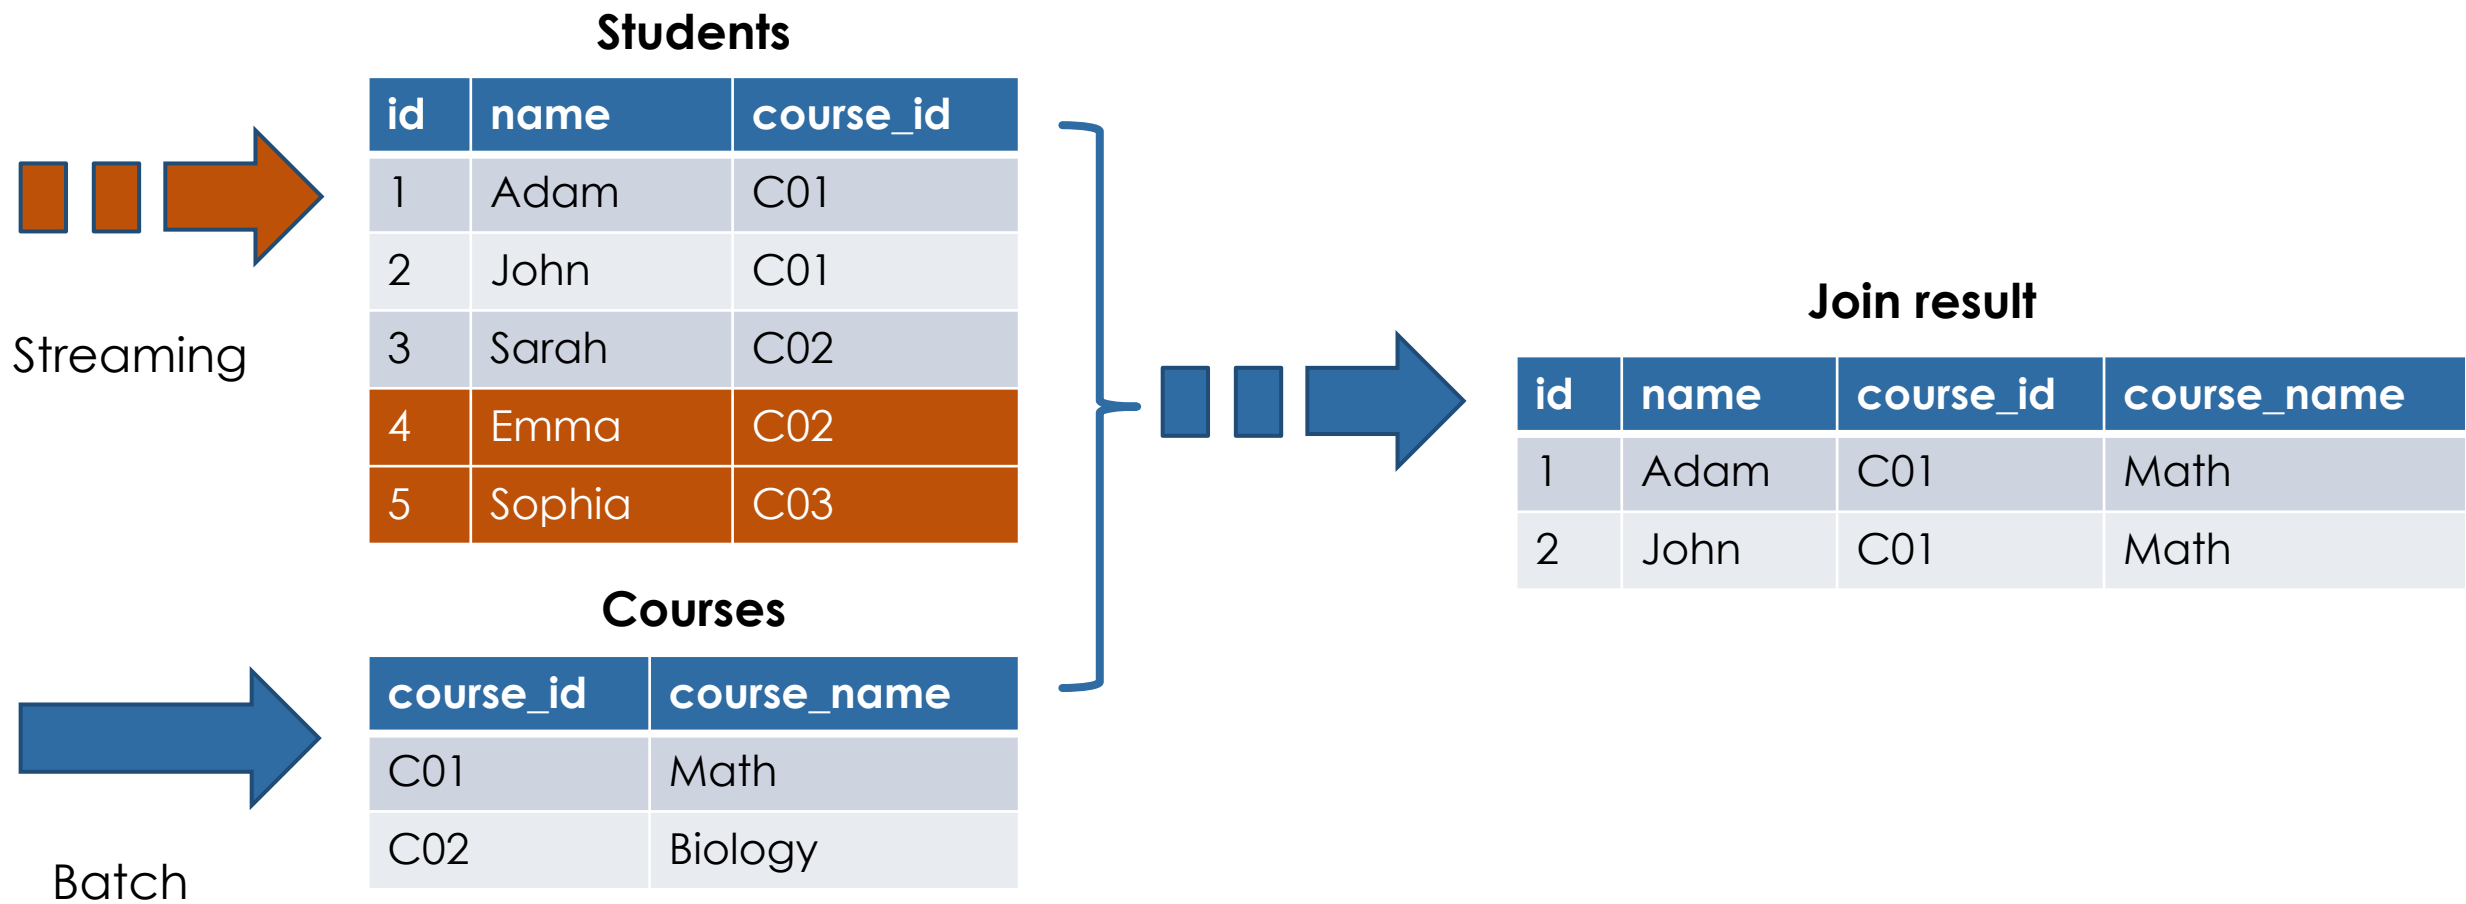 Students
id name course_id
1 Adam C01
2 John C01
3 Sarah C02
4 Emma C02
5 Sophia C03
Streaming
Courses
course_id course_name
C01 Math
C02 Biology
Batch
Join result
id name course_id course_name
1 Adam C01 Math
2 John C01 Math